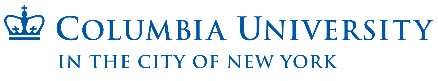 COLUMBIA UNIVERSITY
IN THE CITY OF NEW YORK